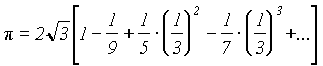 π = 2√3 [1 − 1/9 + 1/5 · (1/3)² − 1/7 · (1/3)³ + ...]